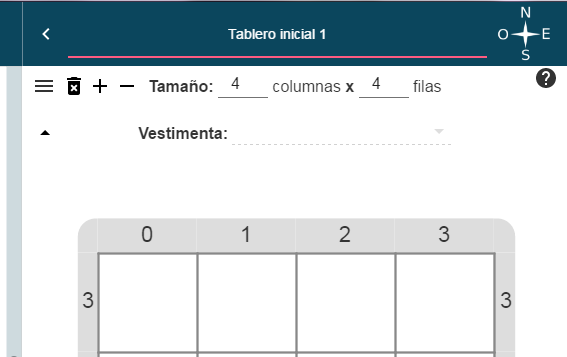 N
Tablero inicial 1
O E
S
Tamaño: 4 columnas x 4 filas
?
Vestimenta:
0 1 2 3
3 3